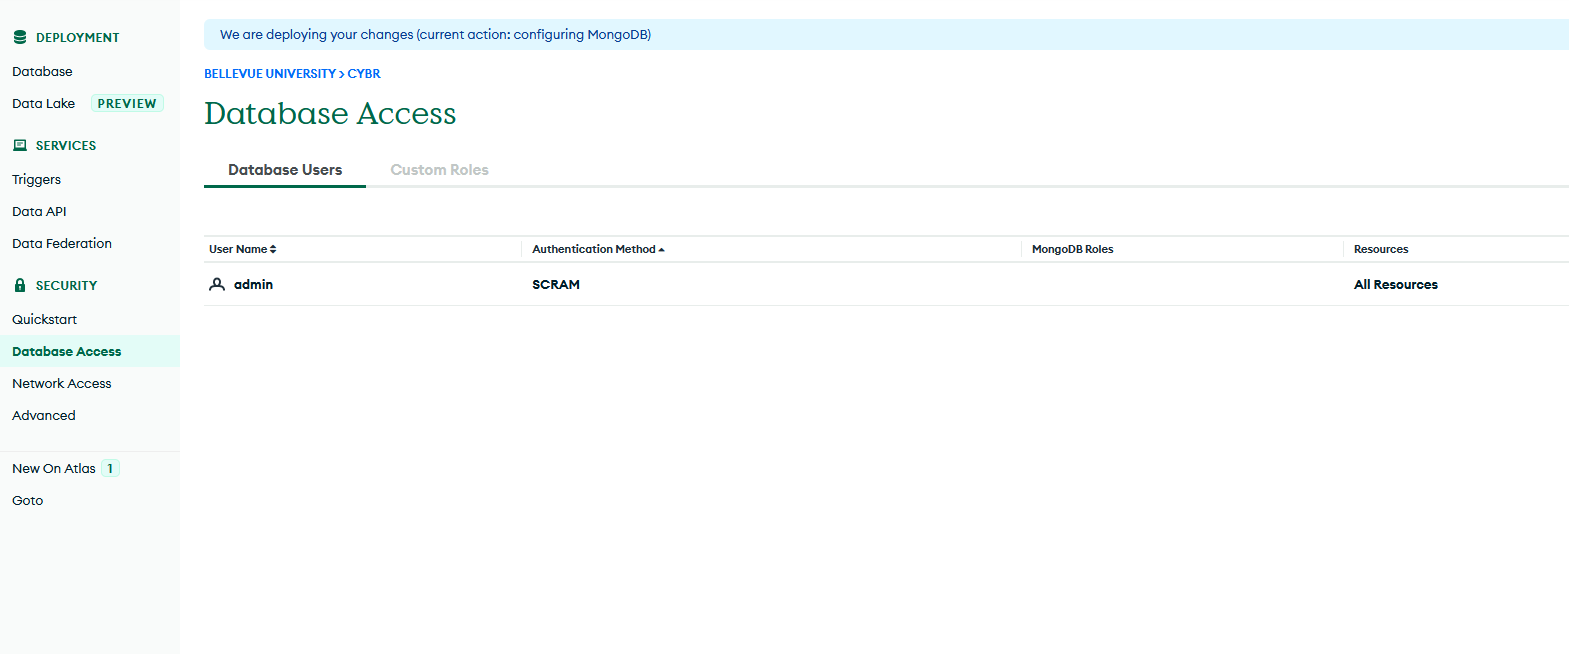 DEPLOYMENT
Database
Data Lake PREVIEW
SERVICES
Triggers
Data API
Data Federation
SECURITY
Quickstart
Database Access
Network Access
Advanced
New On Atlas 1
Goto
We are deploying your changes (current action: configuring MongoDB)
BELLEVUE UNIVERSITY > CYBR
Database Access
Database Users Custom Roles
User Name Authentication Method MongoDB Roles Resources
admin SCRAM All Resources